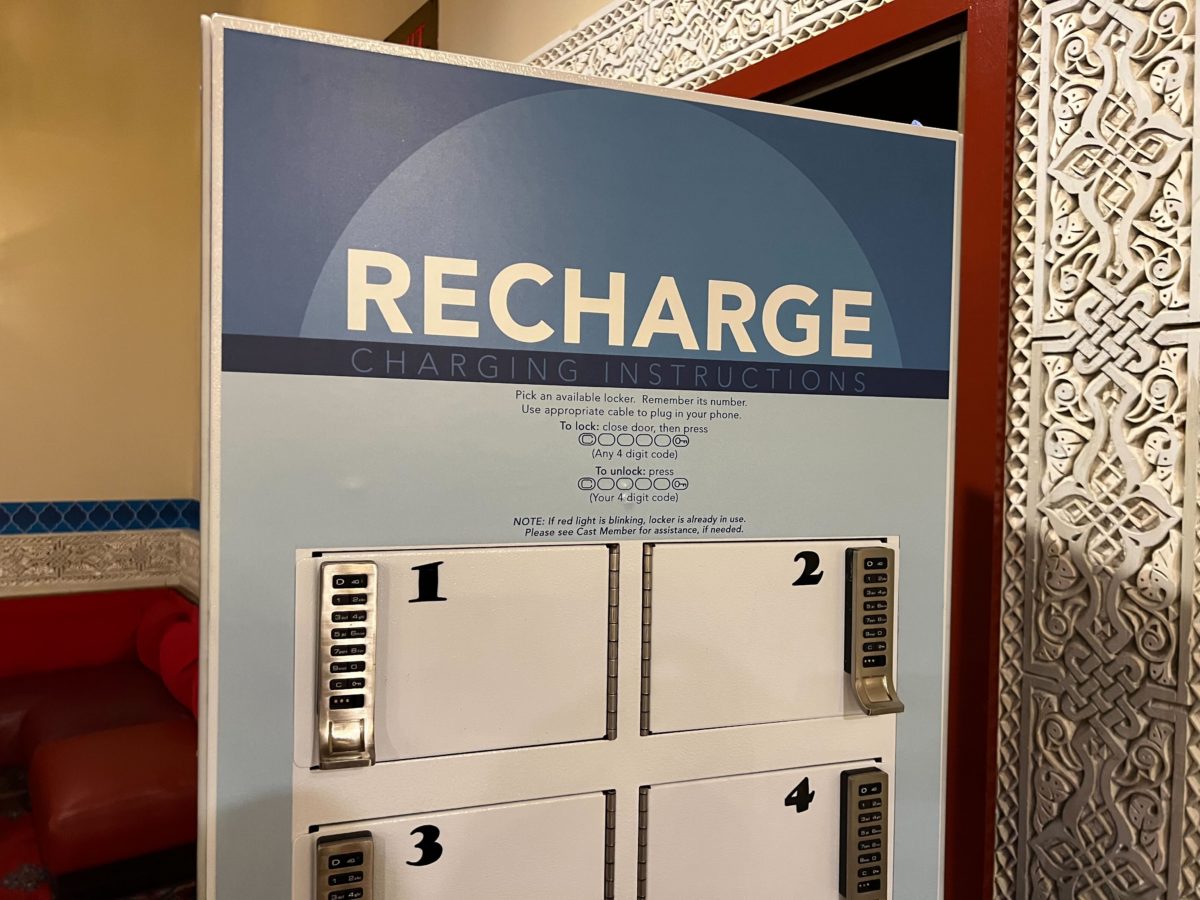 RECHARGE
CHARGING INSTRUCTIONS
Pick an available locker. Remember its number.
Use appropriate cable to plug in your phone.
To lock: close door, then press
C
(Any 4 digit code)
To unlock: press
C
(Your 4 digit code)
NOTE: If red light is blinking, locker is already in use.
Please see Cast Member for assistance, if needed.
1
2
3
4